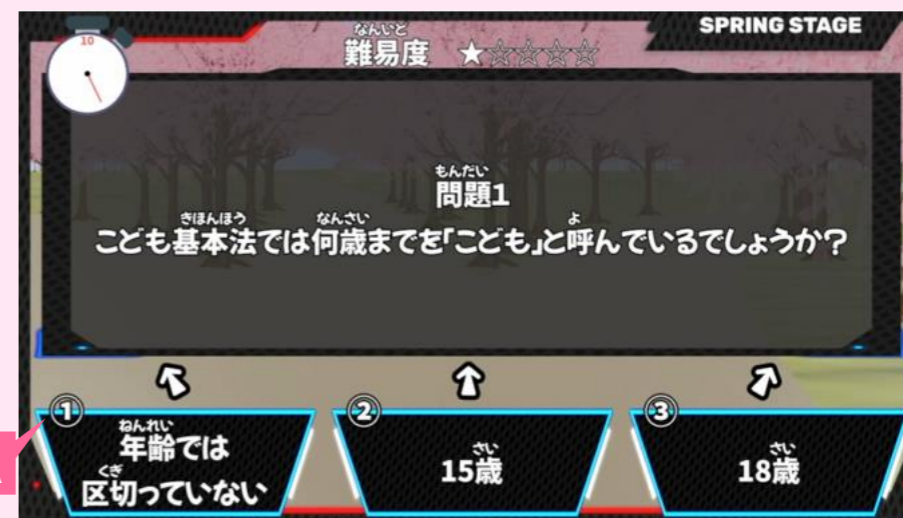 10
SPRING STAGE
なんいど
難易度 ★☆☆☆☆
もんだい
問題1
きほんほう なんさい よ
こども基本法では何歳までを「こども」と呼んでいるでしょうか?
①
ねんれい
年齢では
くぎ
区切っていない
②
さい
15歳
③
さい
18歳